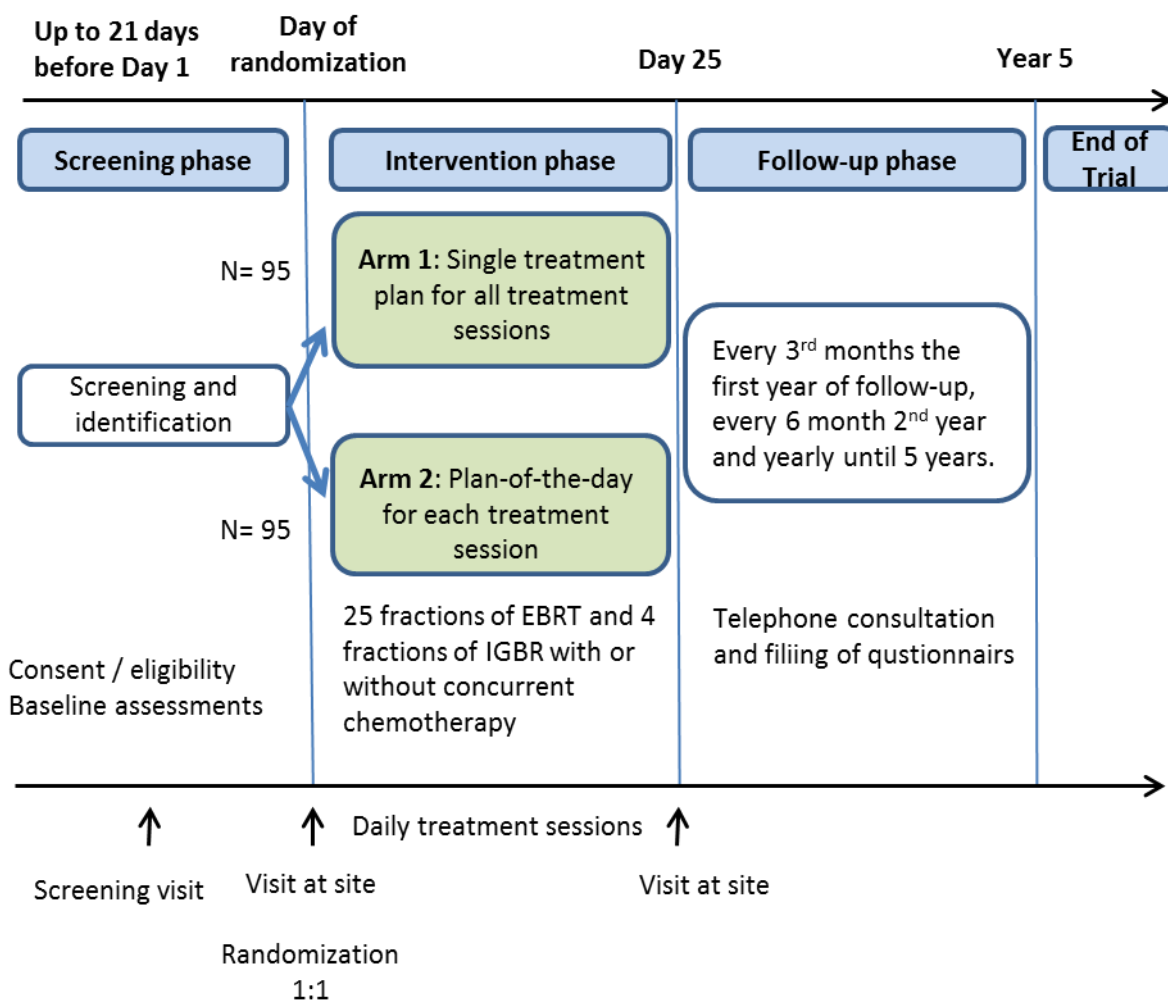 Up to 21 days
before Day 1
Day of
randomization
Day 25
Year 5
Screening phase
Intervention phase
Follow-up phase
End of
Trial
N= 95
Arm 1: Single treatment
plan for all treatment
sessions
Screening and
identification
Every 3rd months the
first year of follow-up,
every 6 month 2nd year
and yearly until 5 years.
N= 95
Arm 2: Plan-of-the-day
for each treatment
session
Consent / eligibility
Baseline assessments
25 fractions of EBRT and 4
fractions of IGBR with or
without concurrent
chemotherapy
Telephone consultation
and filiing of qustionnairs
Daily treatment sessions
Screening visit
Visit at site
Visit at site
Randomization
1:1